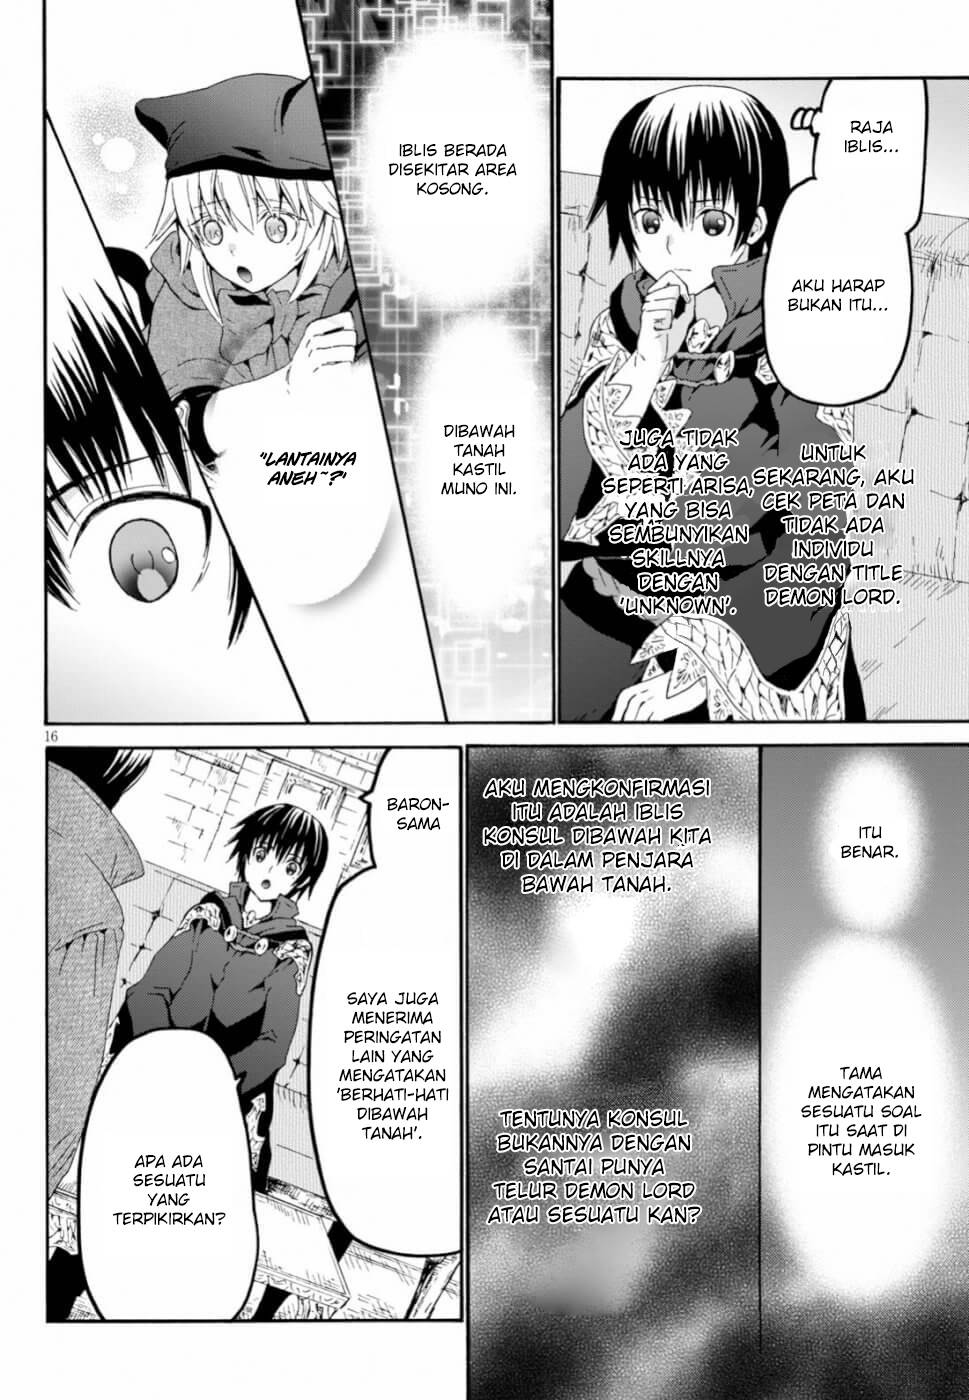 RAJA
IBLIS...
AKU HARAP
BUKAN ITU...
UNTUK
SEKARANG, AKU
CEK PETA DAN
TIDAK ADA
INDIVIDU
DENGAN TITLE
DEMON LORD.
JUGA TIDAK
ADA YANG
SEPERTI ARISA,
YANG BISA
SEMBUNYIKAN
SKILLNYA
DENGAN
'UNKNOWN'.
IBLIS BERADA
DISEKITAR AREA
KOSONG.
DIBAWAH
TANAH
KASTIL
MUNO INI.
"LANTAINYA
ANEH~?"
16
ITU
BENAR.
TAMA
MENGATAKAN
SESUATU SOAL
ITU SAAT DI
PINTU MASUK
KASTIL.
AKU MENGKONFIRMASI
ITU ADALAH IBLIS
KONSUL DIBAWAH KITA
DI DALAM PENJARA
BAWAH TANAH.
TENTUNYA KONSUL
BUKANNYA DENGAN
SANTAI PUNYA
TELUR DEMON LORD
ATAU SESUATU KAN?
BARON-
SAMA
SAYA JUGA
MENERIMA
PERINGATAN
LAIN YANG
MENGATAKAN
'BERHATI-HATI
DIBAWAH
TANAH'.
APA ADA
SESUATU
YANG
TERPIKIRKAN?